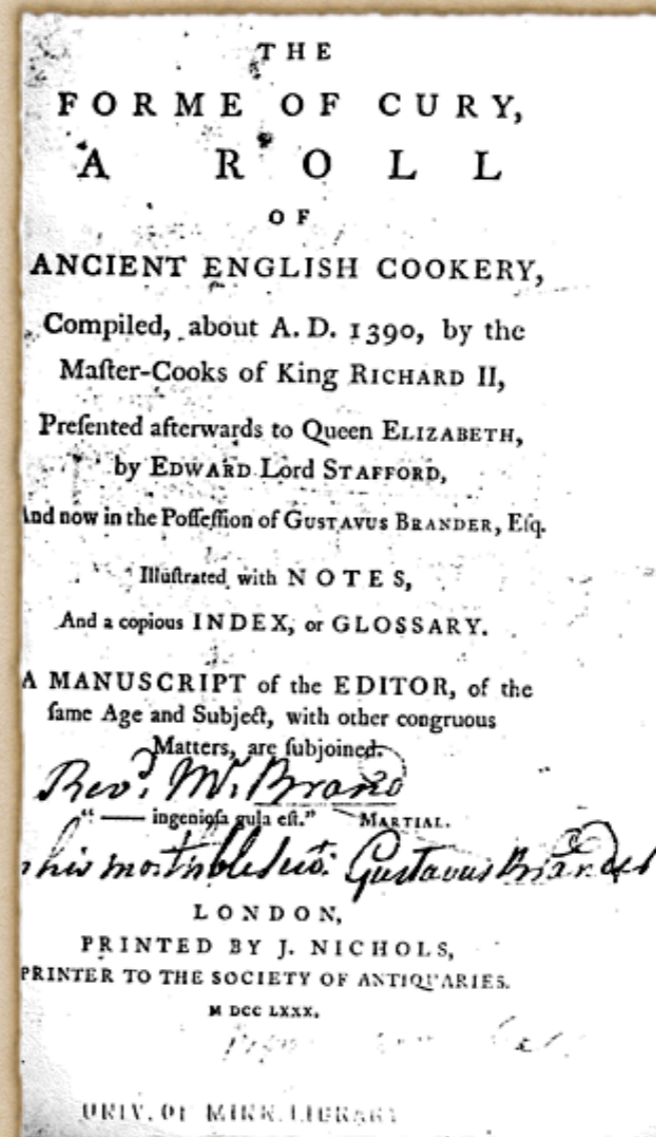 THE
FORME OF CURY,
A ROLL
OF
ANCIENT ENGLISH COOKERY,
Compiled, about A. D. 1390, by the
Maſter-Cooks of King RICHARD II,
Preſented afterwards to Queen ELIZABETH,
by EDWARD Lord STAFFORD,
And now in the Poſſeſſion of GUSTAVUS BRANDER, Eſq.
Illuſtrated with NOTES,
And a copious INDEX, or GLOSSARY.
A MANUSCRIPT of the EDITOR, of the
ſame Age and Subject, with other congruous
Matters, are ſubjoined.
Revd. Mr. Brand
“—— ingenioſa gula eſt.” MARTIAL.
his most Gustavus Brander
LONDON,
PRINTED BY J. NICHOLS,
PRINTER TO THE SOCIETY OF ANTIQUARIES.
M DCC LXXX.
UNIV. OF MINN. LIBRARY